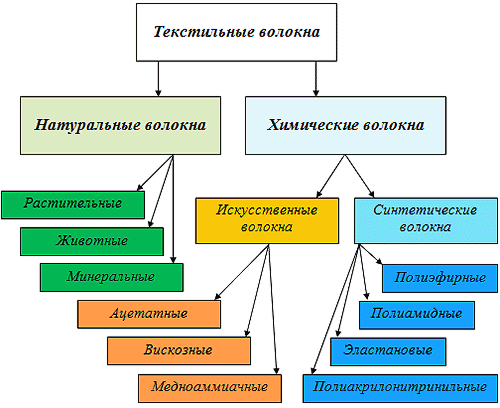 Текстильные волокна
Натуральные волокна
Химические волокна
Растительные
Животные
Минеральные
Искусственные
волокна
Синтетические
волокна
Ацетатные
Вискозные
Медноаммиачные
Полиэфирные
Полиамидные
Эластановые
Полиакрилонитринильные